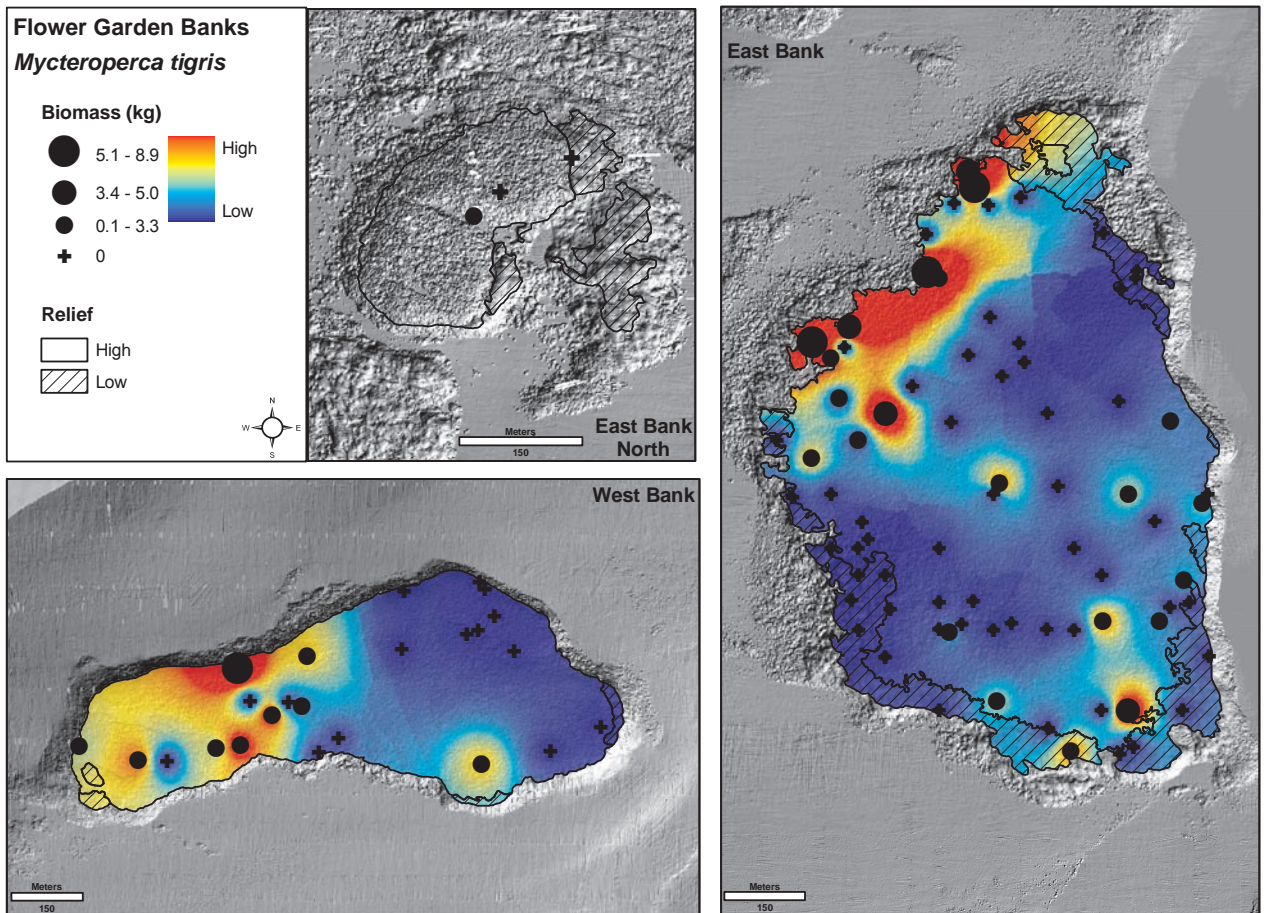 Flower Garden Banks
Mycteroperca tigris
Biomass (kg)
5.1 - 8.9
3.4 - 5.0
0.1 - 3.3
0
High
Low
Relief
High
Low
N
W E
S
Meters
150
East Bank
North
West Bank
Meters
150
East Bank
Meters
150